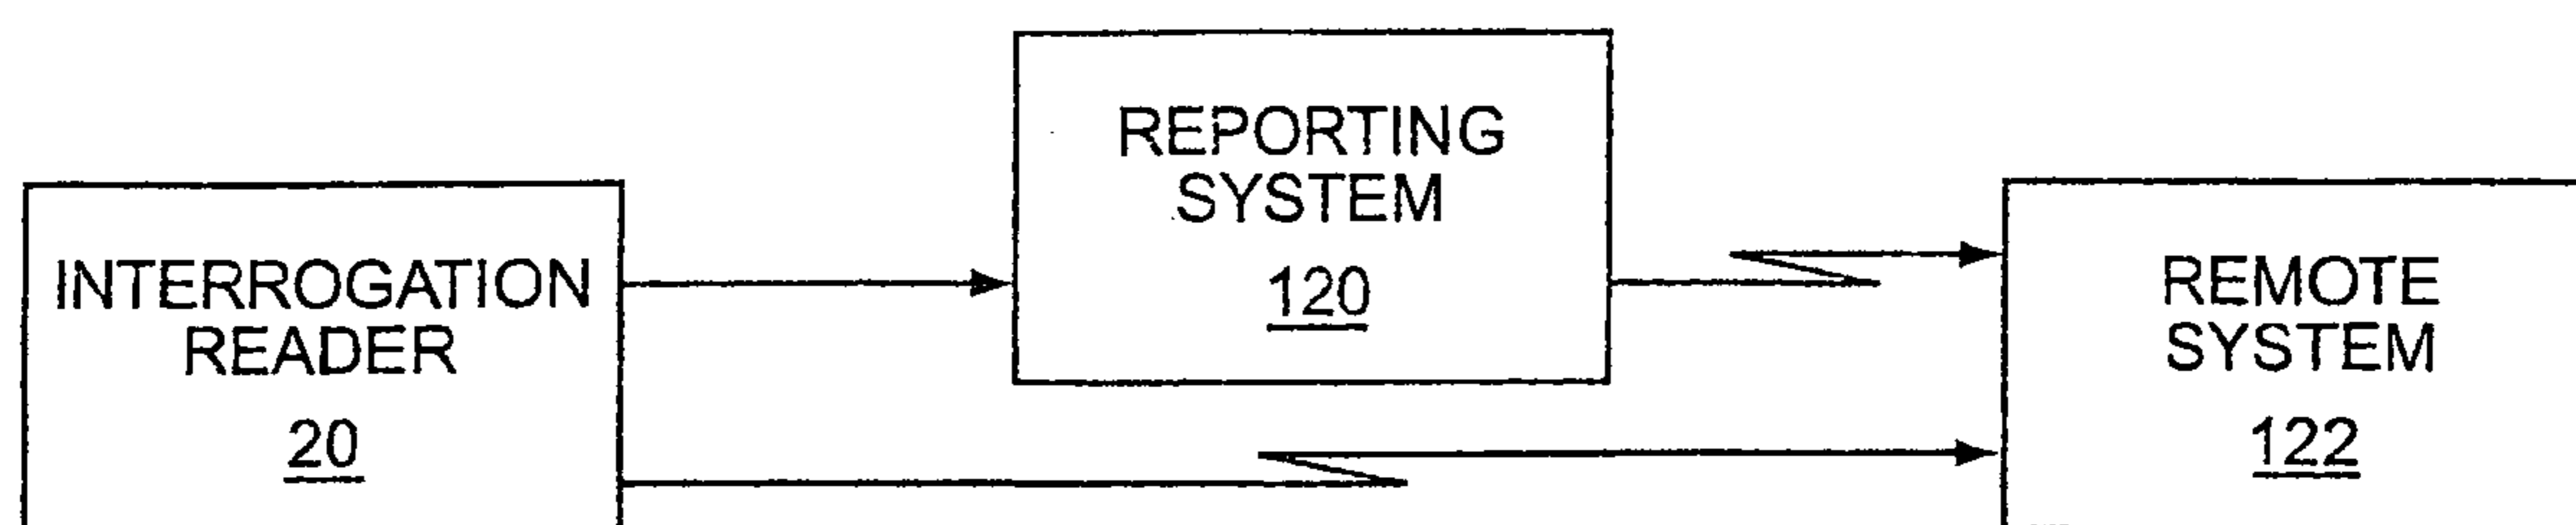 REPORTING
SYSTEM
120
INTERROGATION
READER
20
REMOTE
SYSTEM
122